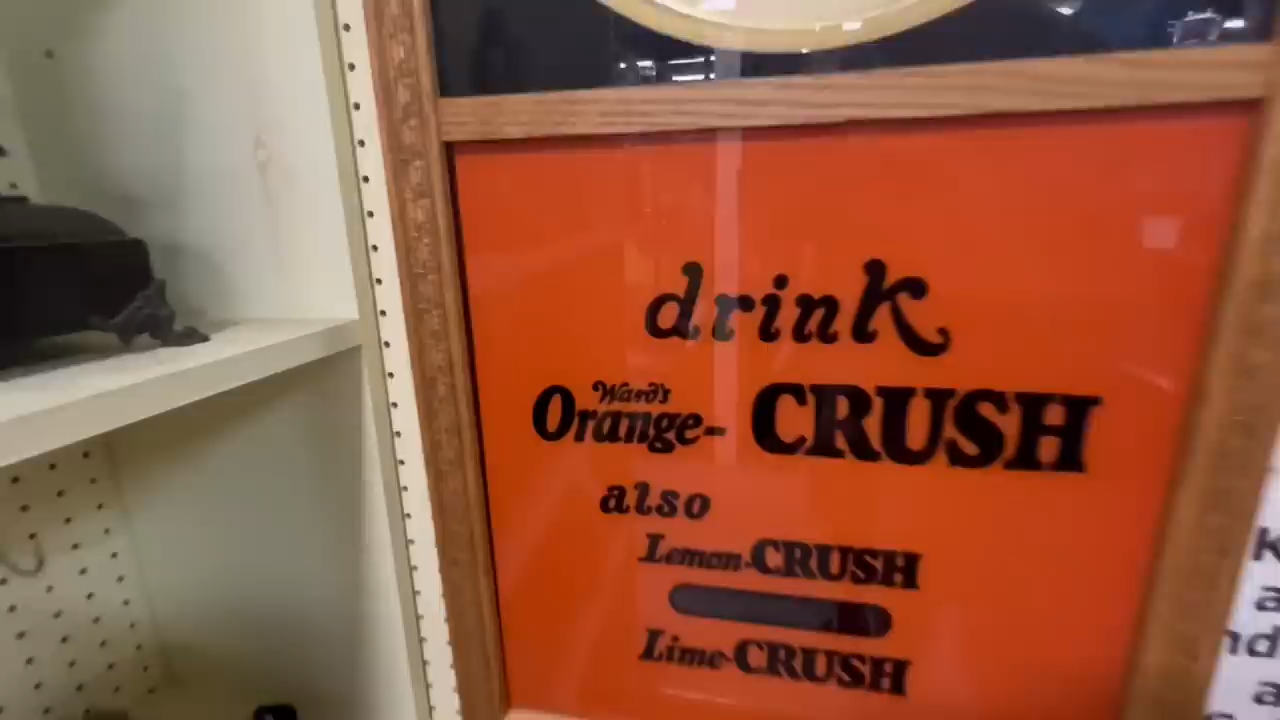 drink
Ward's
Orange-CRUSH
also
Lemon-CRUSH
Lime-CRUSH